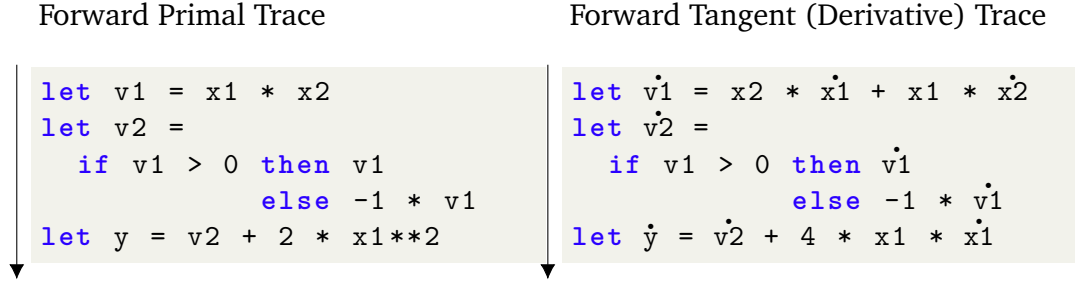 Forward Primal Trace
let v1 = x1 * x2
let v2 =
if v1 > 0 then v1
else -1 * v1
let y = v2 + 2 * x1**2
Forward Tangent (Derivative) Trace
let v̇1 = x2 * ẋ1 + x1 * ẋ2
let v̇2 =
if v1 > 0 then v̇1
else -1 * v̇1
let ẏ = v̇2 + 4 * x1 * ẋ1